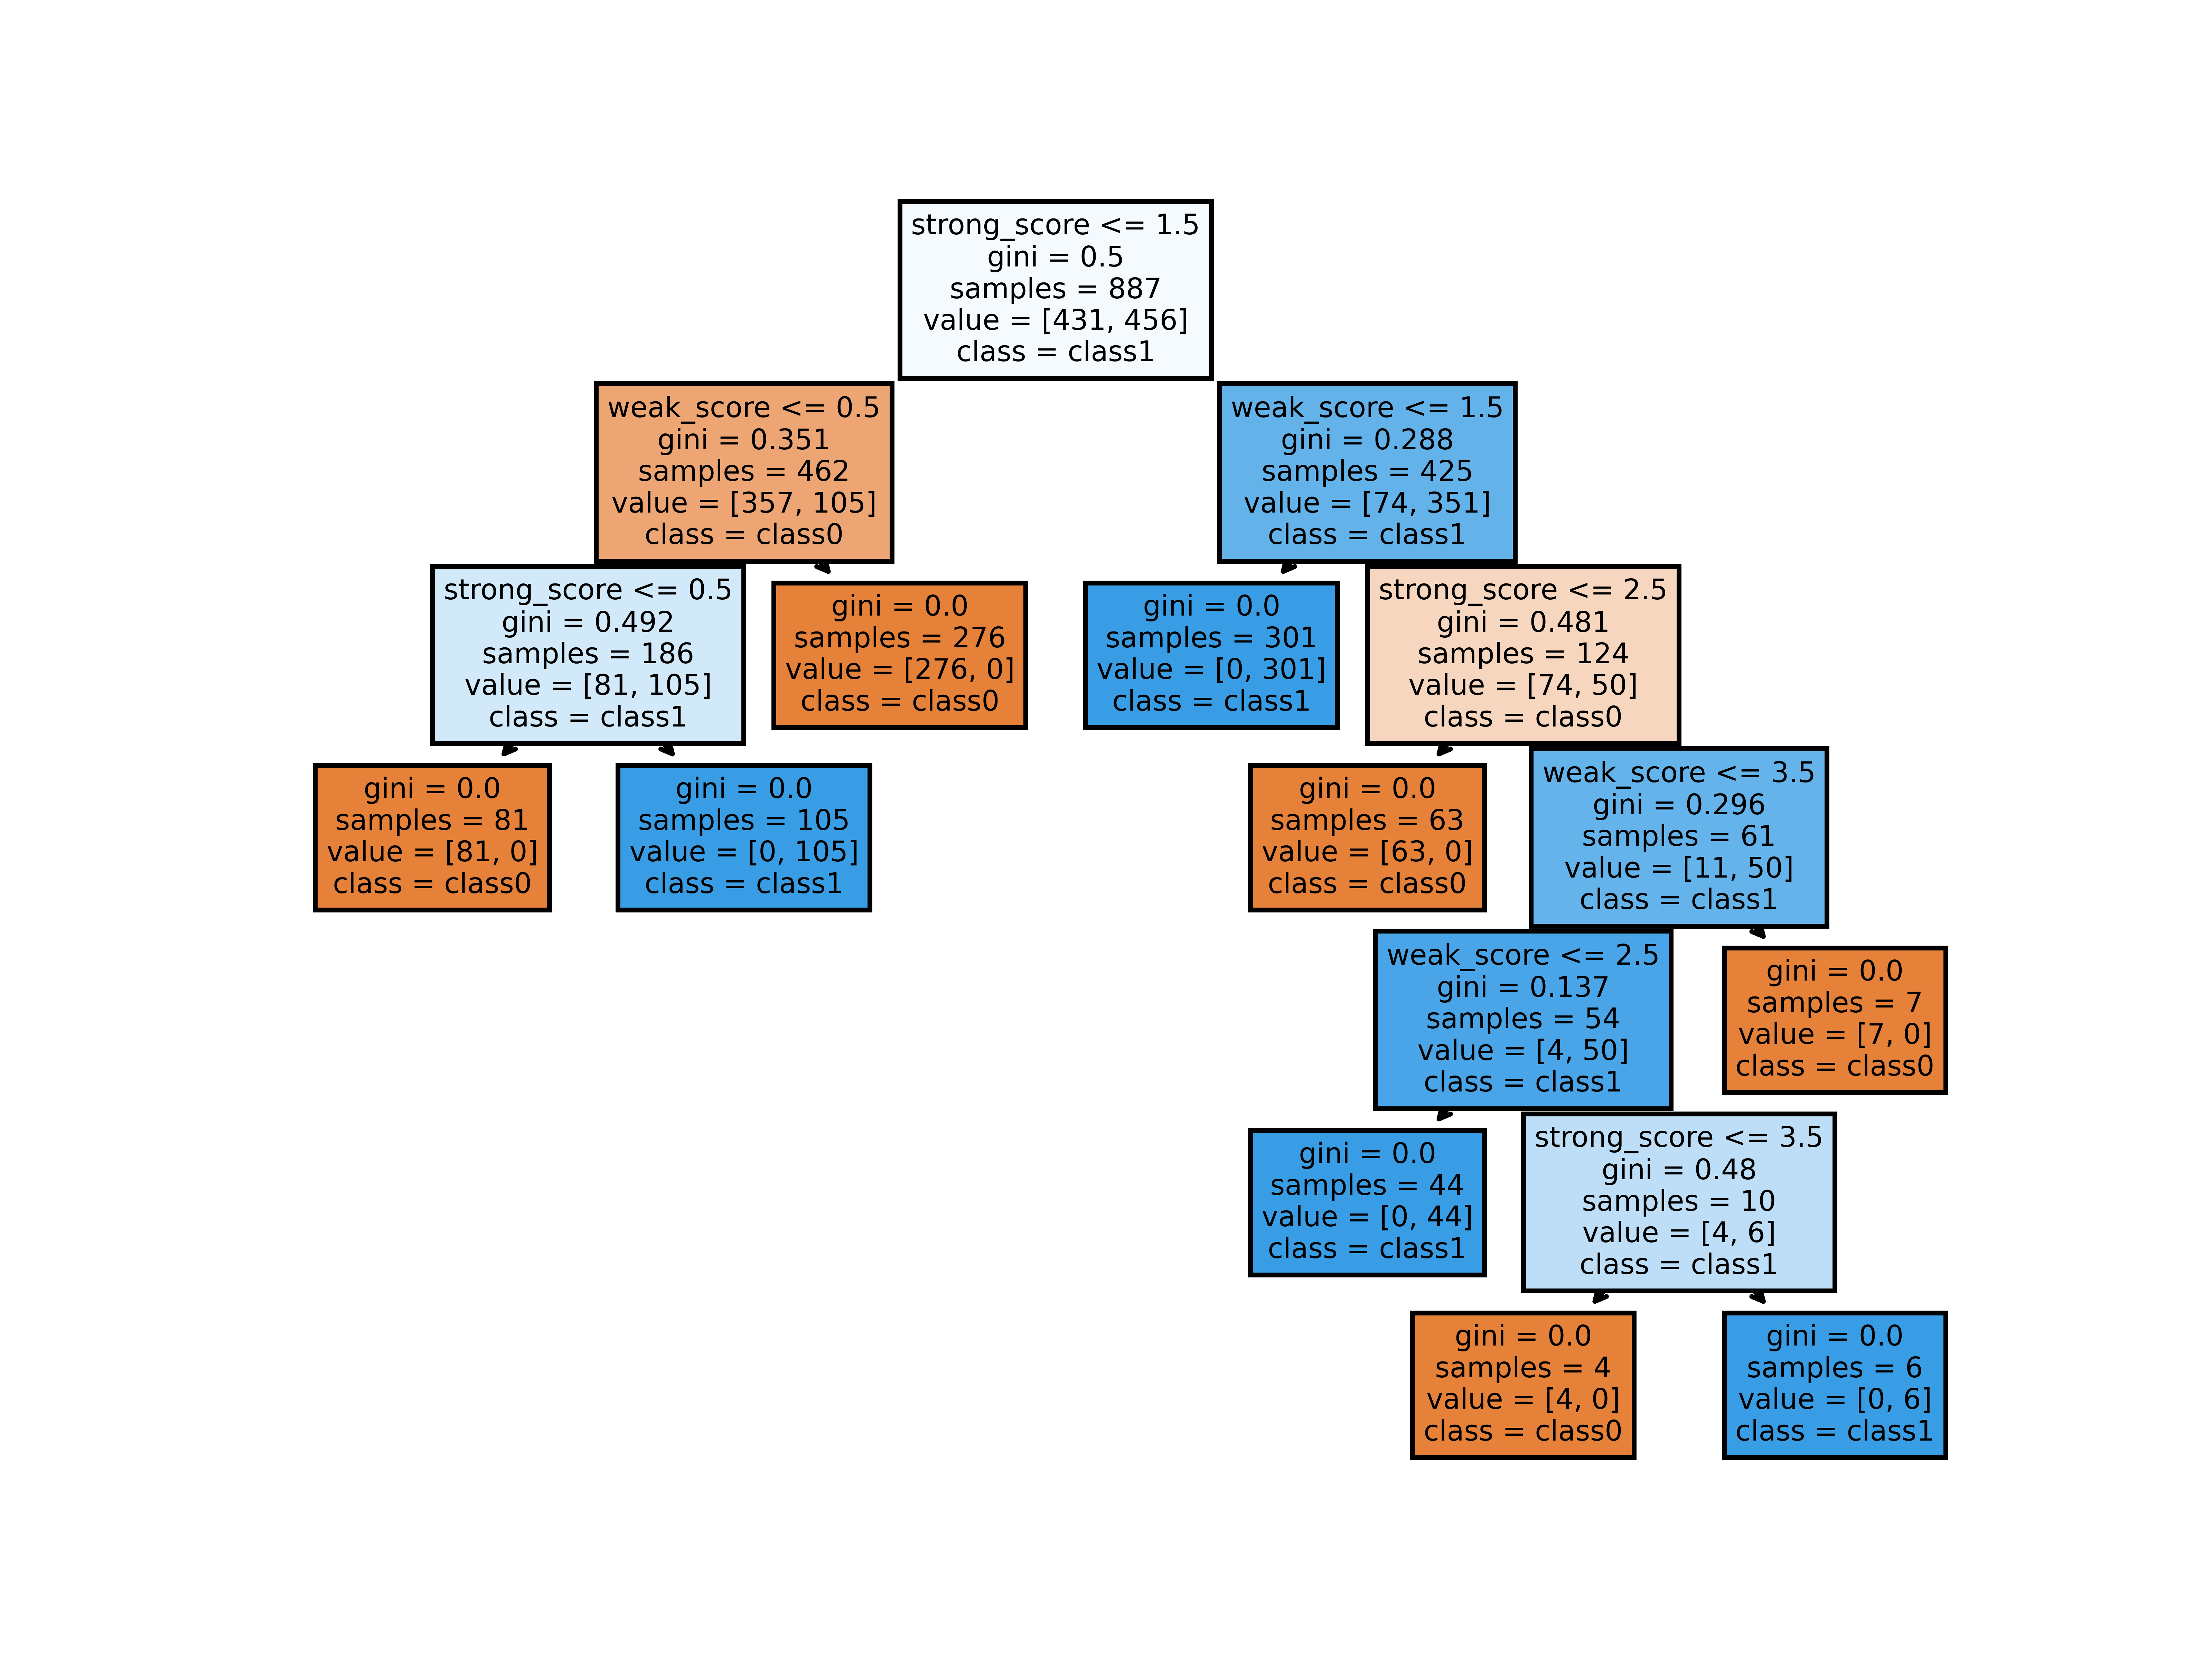 strong_score <= 1.5
gini = 0.5
samples = 887
value = [431, 456]
class = class1
weak_score <= 0.5
gini = 0.351
samples = 462
value = [357, 105]
class = class0
weak_score <= 1.5
gini = 0.288
samples = 425
value = [74, 351]
class = class1
strong_score <= 0.5
gini = 0.492
samples = 186
value = [81, 105]
class = class1
gini = 0.0
samples = 276
value = [276, 0]
class = class0
gini = 0.0
samples = 301
value = [0, 301]
class = class1
strong_score <= 2.5
gini = 0.481
samples = 124
value = [74, 50]
class = class0
gini = 0.0
samples = 81
value = [81, 0]
class = class0
gini = 0.0
samples = 105
value = [0, 105]
class = class1
gini = 0.0
samples = 63
value = [63, 0]
class = class0
weak_score <= 3.5
gini = 0.296
samples = 61
value = [11, 50]
class = class1
weak_score <= 2.5
gini = 0.137
samples = 54
value = [4, 50]
class = class1
gini = 0.0
samples = 7
value = [7, 0]
class = class0
gini = 0.0
samples = 44
value = [0, 44]
class = class1
strong_score <= 3.5
gini = 0.48
samples = 10
value = [4, 6]
class = class1
gini = 0.0
samples = 4
value = [4, 0]
class = class0
gini = 0.0
samples = 6
value = [0, 6]
class = class1